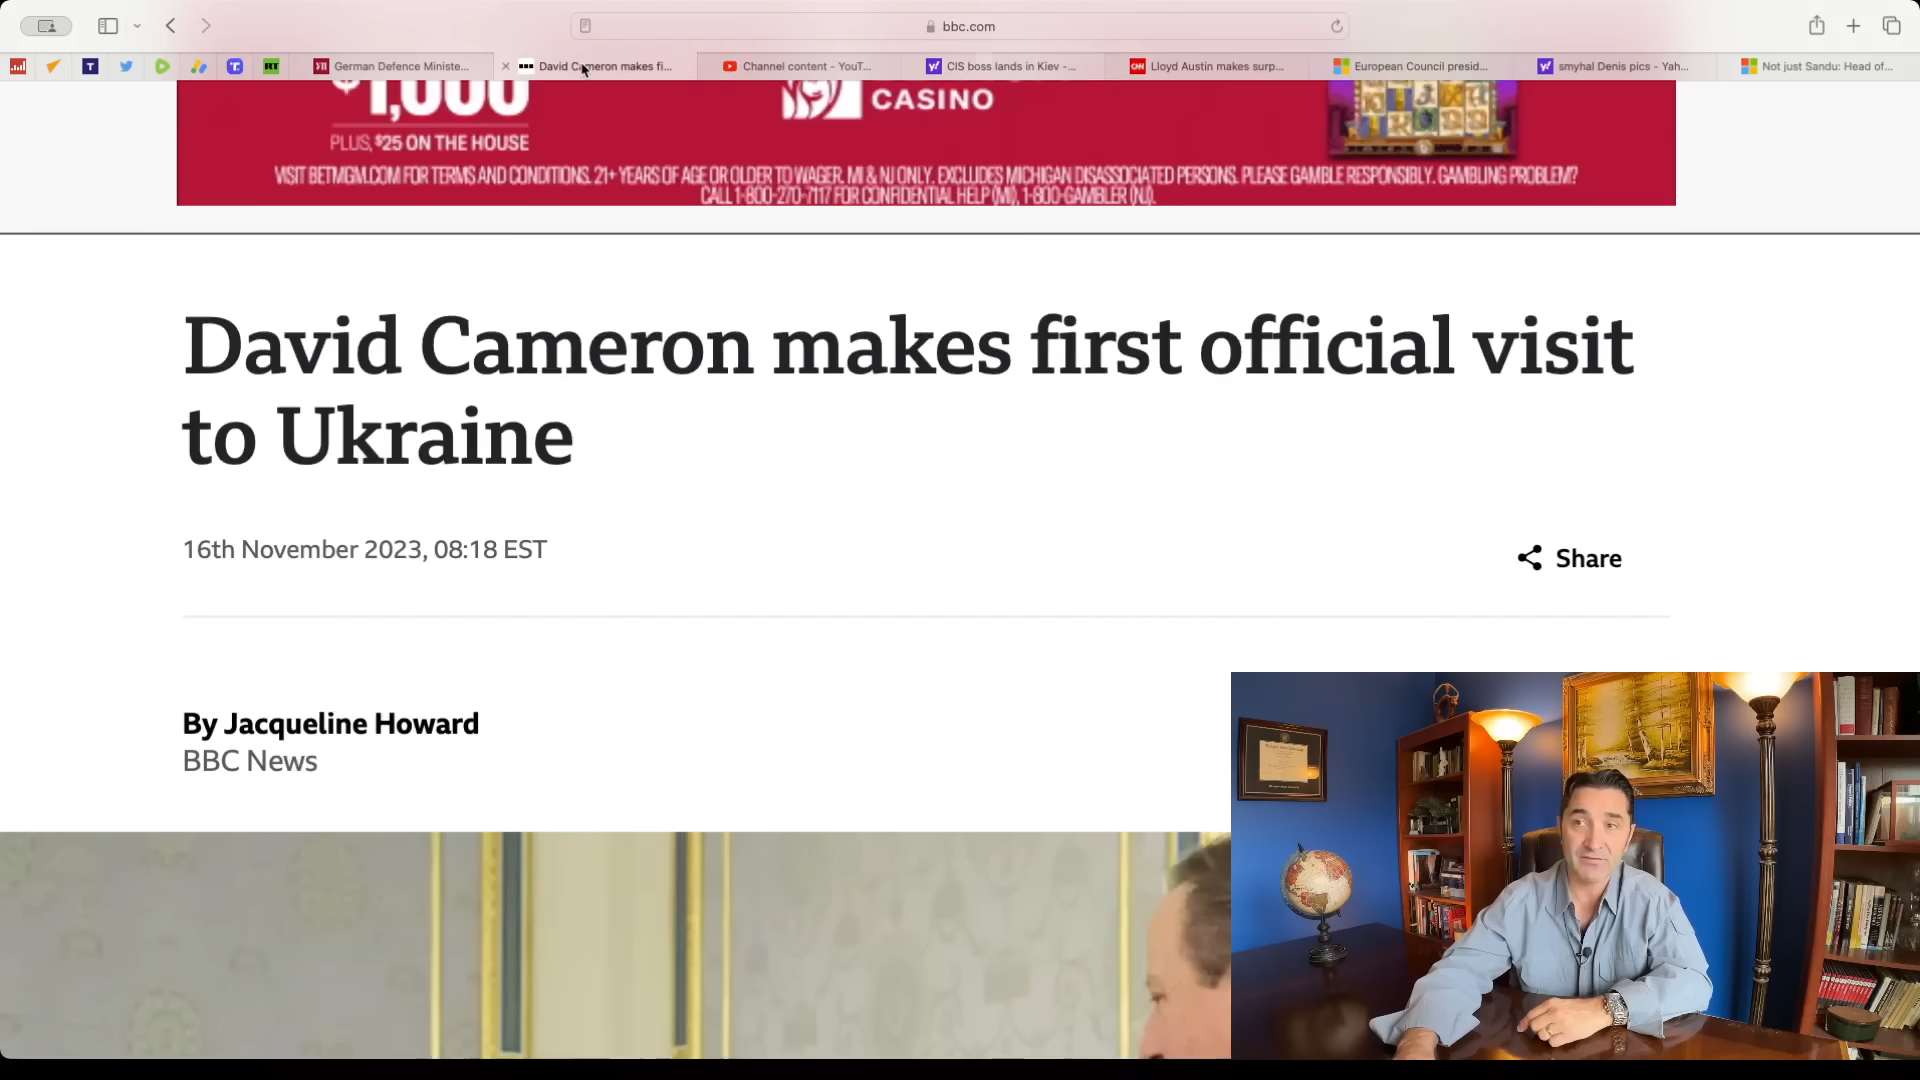 bbc.com
German Defence Ministe...
David Cameron makes fi...
Channel content - YouT...
CIS boss lands in Kiev -...
Lloyd Austin makes surp...
European Council presid...
smyhal Denis pics - Yah...
Not just Sandu: Head of...
$1,000
PLUS, $25 ON THE HOUSE
CASINO
VISIT BETMGM.COM FOR TERMS AND CONDITIONS. 21+ YEARS OF AGE OR OLDER TO WAGER. MI & NJ ONLY. EXCLUDES MICHIGAN DISASSOCIATED PERSONS. PLEASE GAMBLE RESPONSIBLY. GAMBLING PROBLEM?
CALL 1-800-270-7117 FOR CONFIDENTIAL HELP (MI), 1-800-GAMBLER (NJ).
David Cameron makes first official visit
to Ukraine
16th November 2023, 08:18 EST
Share
By Jacqueline Howard
BBC News